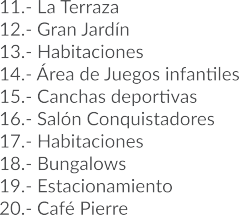 11.- La Terraza
12.- Gran Jardín
13.- Habitaciones
14.- Área de Juegos infantiles
15.- Canchas deportivas
16.- Salón Conquistadores
17.- Habitaciones
18.- Bungalows
19.- Estacionamiento
20.- Café Pierre